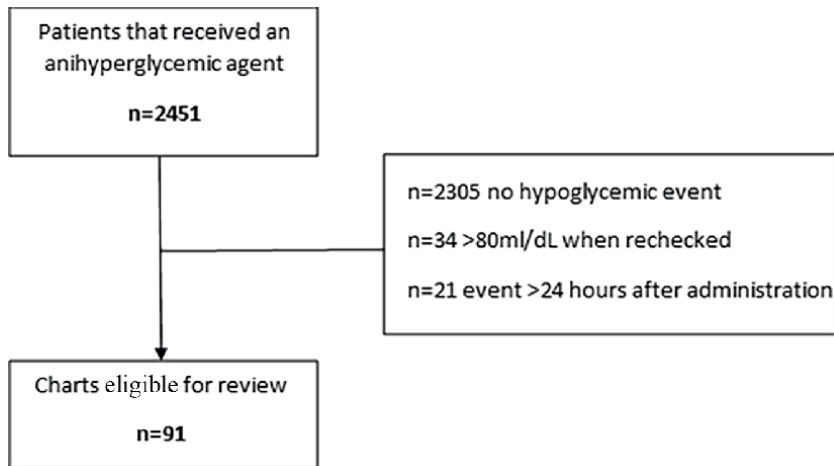 Patients that received an
anihyperglycemic agent
n=2451
n=2305 no hypoglycemic event
n=34 >80ml/dL when rechecked
n=21 event >24 hours after administration
Charts eligible for review
n=91